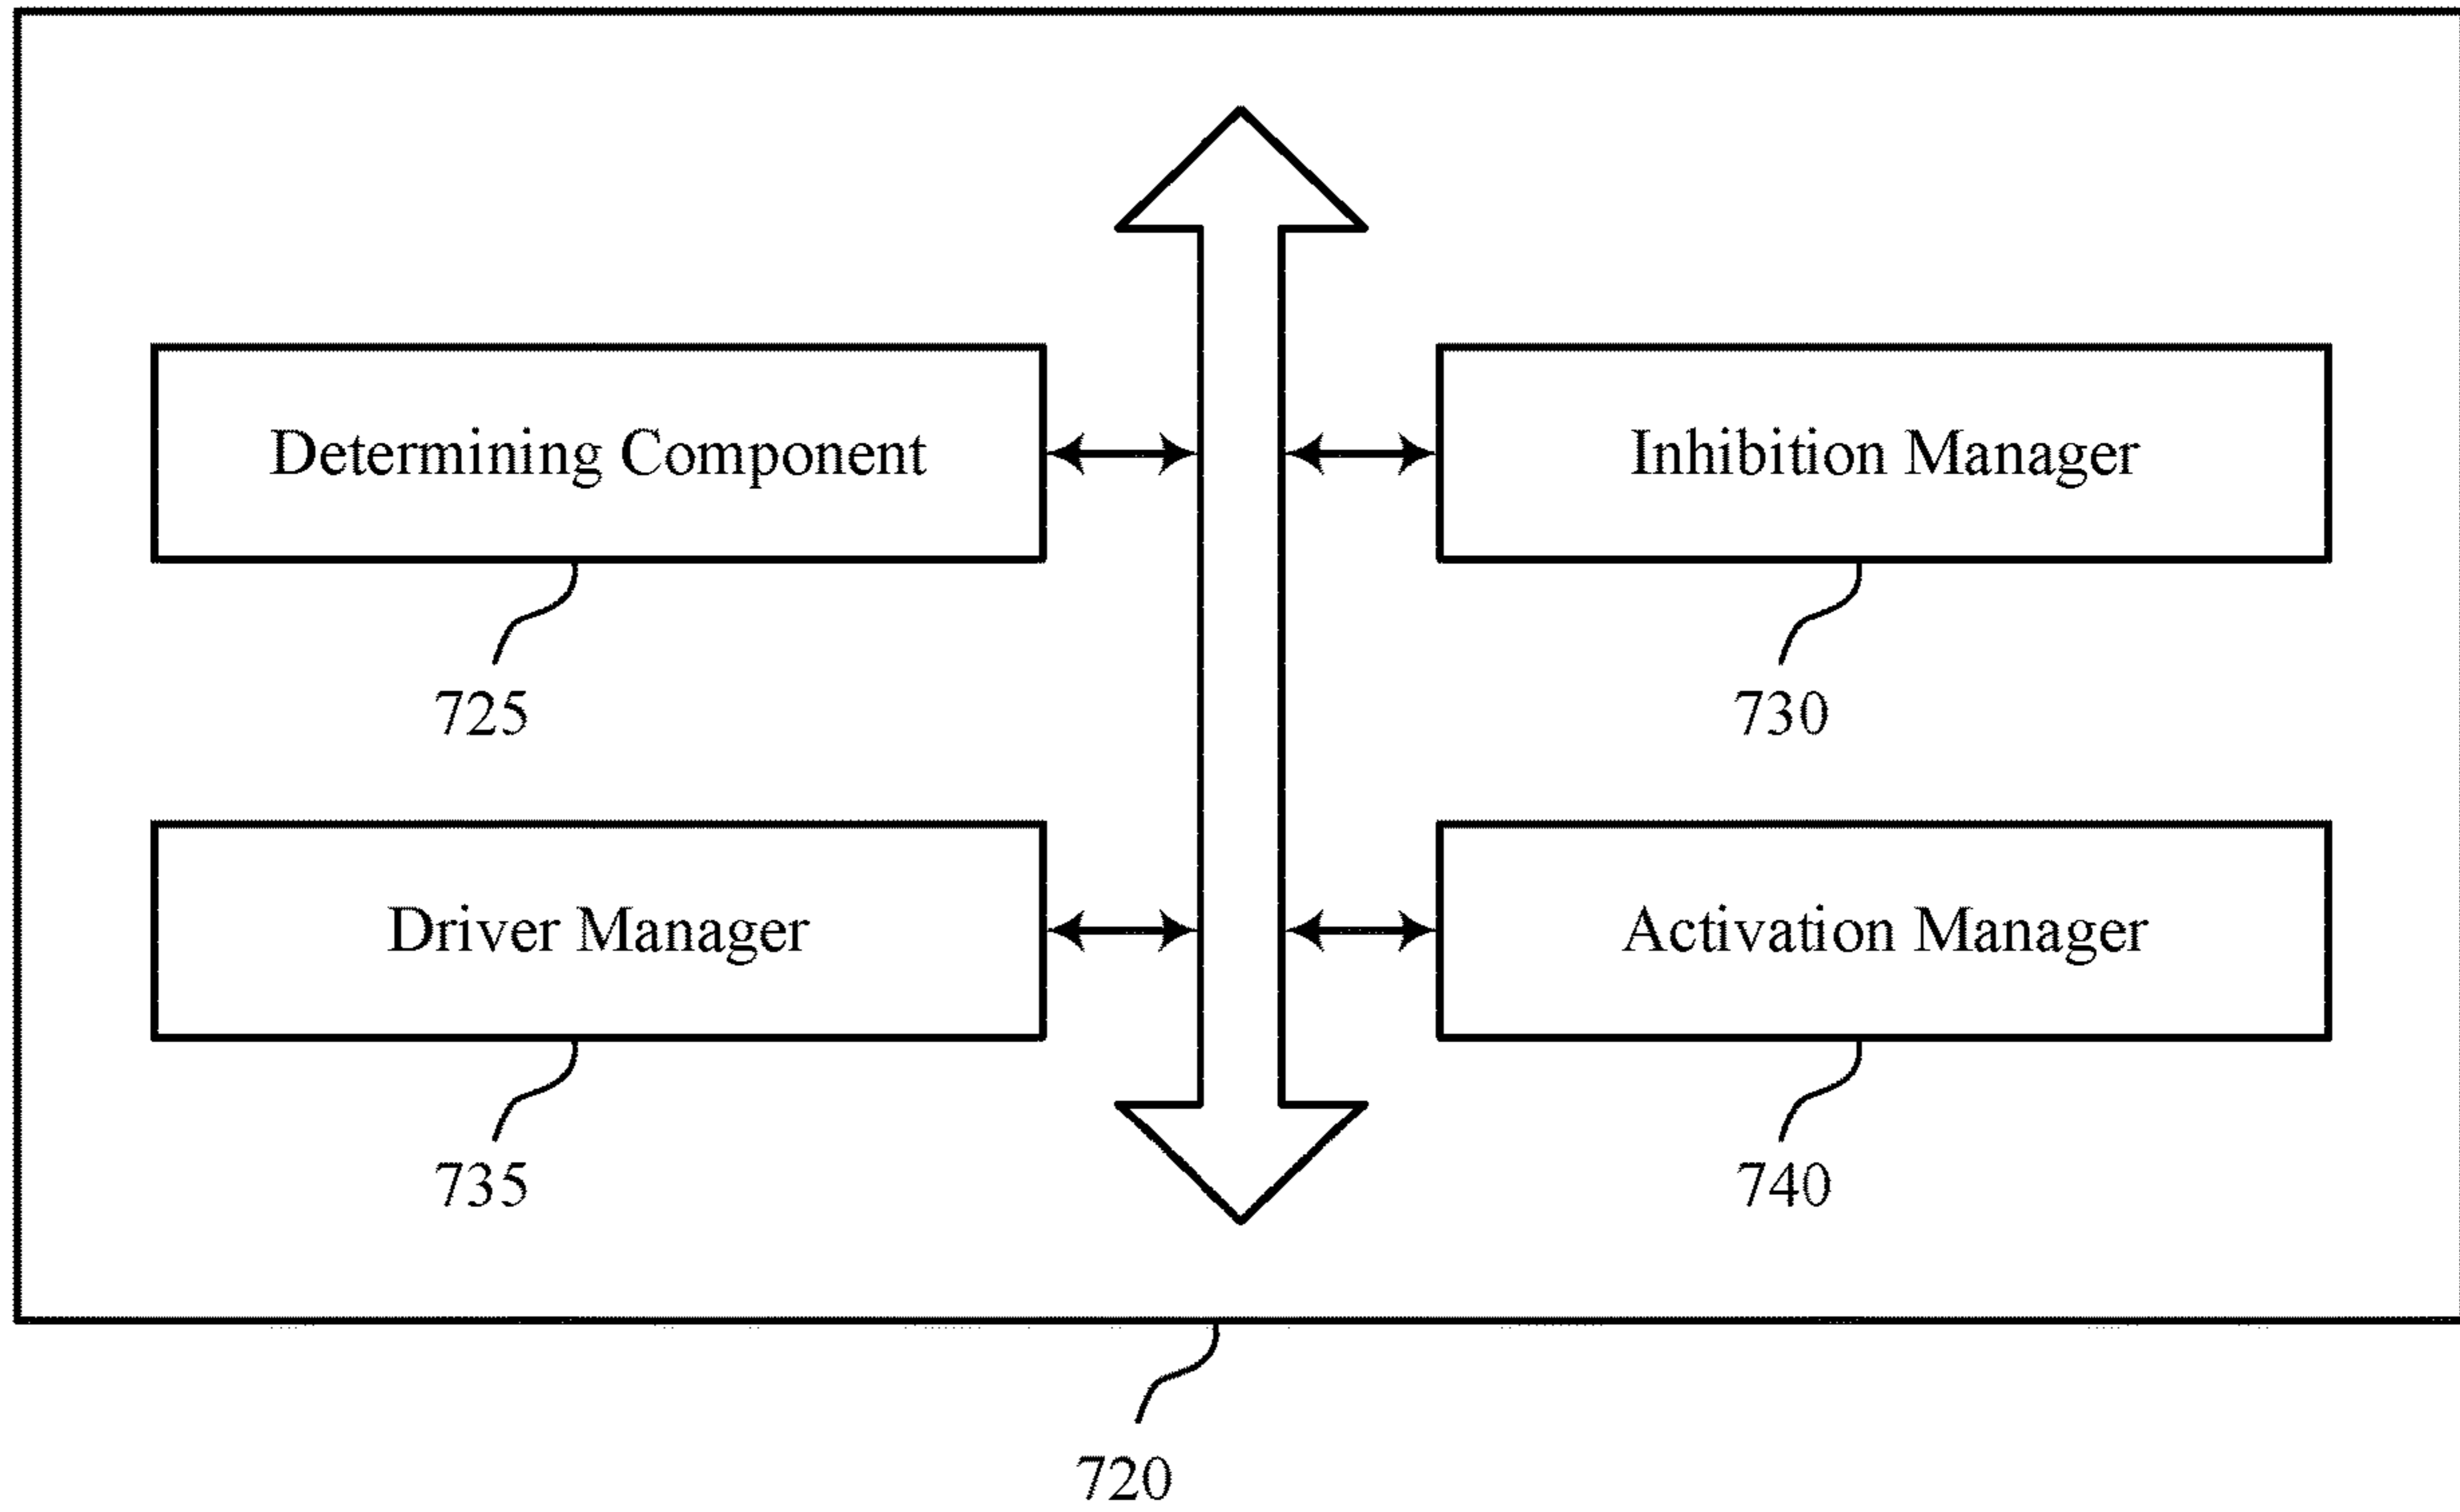 Determining Component
Inhibition Manager
725
730
Driver Manager
Activation Manager
735
740
720